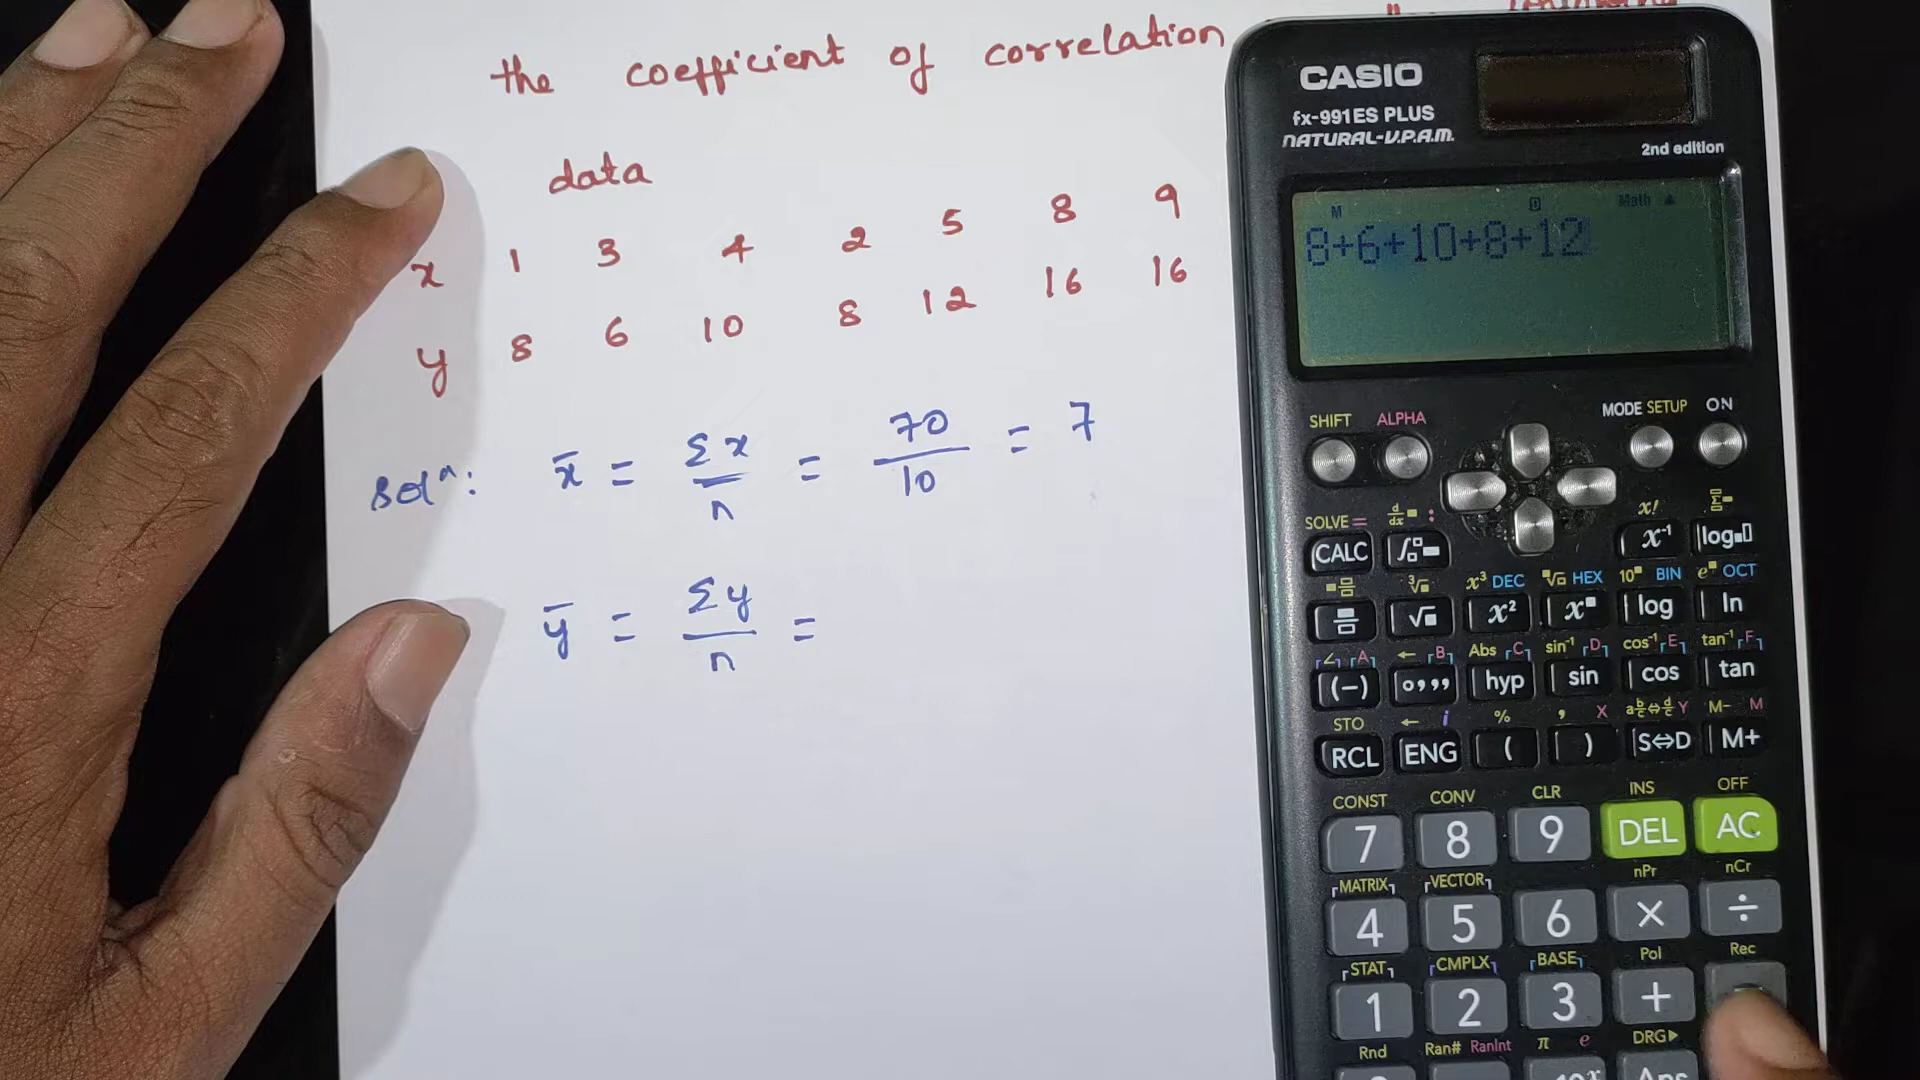 the coefficient of correlation
data
x 1 3 4 2 5 8 9
y 8 6 10 8 12 16 16
Solⁿ: x̄ = Σx/n = 70/10 = 7
ȳ = Σy/n =
CASIO
fx-991ES PLUS
NATURAL-V.P.A.M.
2nd edition
M D Math ▲
8+6+10+8+12
SHIFT ALPHA MODE SETUP ON
SOLVE = d/dx :  x! Σ
CALC ∫ x⁻¹ log
³√ x³ DEC √ HEX 10 BIN e OCT
√ x² x log ln
∠ A ← B Abs C sin⁻¹ D cos⁻¹ E tan⁻¹ F
(−) °,,, hyp sin cos tan
STO ← i % , X a b/c⇔d/c Y M− M
RCL ENG ( ) S⇔D M+
CONST CONV CLR INS OFF
7 8 9 DEL AC
MATRIX VECTOR nPr nCr
4 5 6 × ÷
STAT CMPLX BASE Pol Rec
1 2 3 +
Rnd Ran# RanInt π e DRG▶
Ans